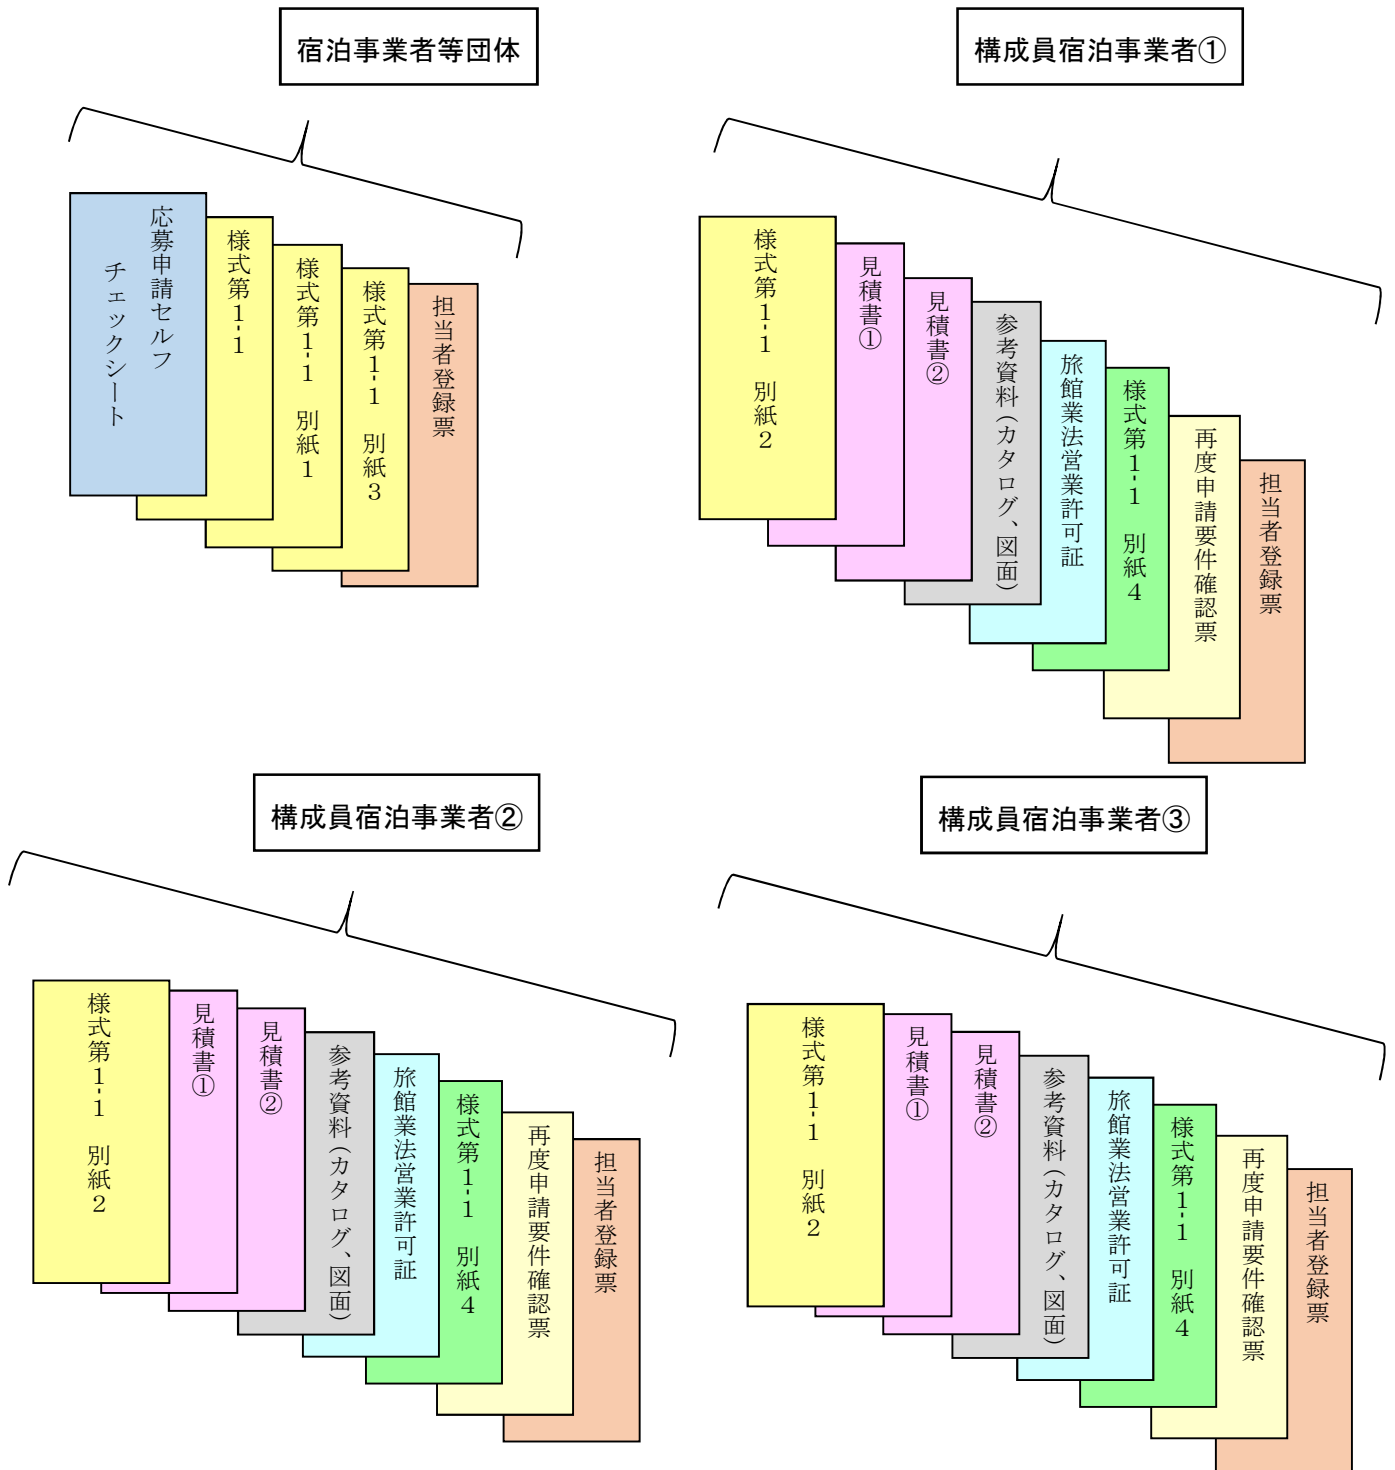 宿泊事業者等団体
応募申請セルフ
チェックシート
様式第1-1
様式第1-1 別紙1
様式第1-1 別紙3
担当者登録票
構成員宿泊事業者①
様式第1-1 別紙2
見積書①
見積書②
参考資料(カタログ、図面)
旅館業法営業許可証
様式第1-1 別紙4
再度申請要件確認票
担当者登録票
構成員宿泊事業者②
様式第1-1 別紙2
見積書①
見積書②
参考資料(カタログ、図面)
旅館業法営業許可証
様式第1-1 別紙4
再度申請要件確認票
担当者登録票
構成員宿泊事業者③
様式第1-1 別紙2
見積書①
見積書②
参考資料(カタログ、図面)
旅館業法営業許可証
様式第1-1 別紙4
再度申請要件確認票
担当者登録票